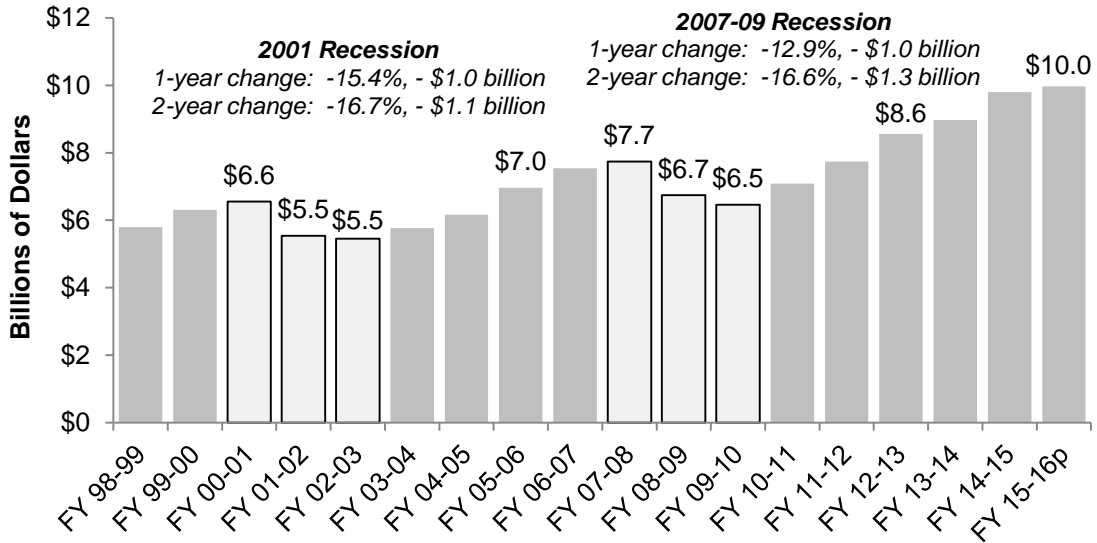 $12
$10
$8
$6
$4
$2
$0
Billions of Dollars
2001 Recession
1-year change: -15.4%, - $1.0 billion
2-year change: -16.7%, - $1.1 billion
2007-09 Recession
1-year change: -12.9%, - $1.0 billion
2-year change: -16.6%, - $1.3 billion
$6.6
$5.5
$5.5
$7.0
$7.7
$6.7
$6.5
$8.6
$10.0
FY 98-99
FY 99-00
FY 00-01
FY 01-02
FY 02-03
FY 03-04
FY 04-05
FY 05-06
FY 06-07
FY 07-08
FY 08-09
FY 09-10
FY 10-11
FY 11-12
FY 12-13
FY 13-14
FY 14-15
FY 15-16p